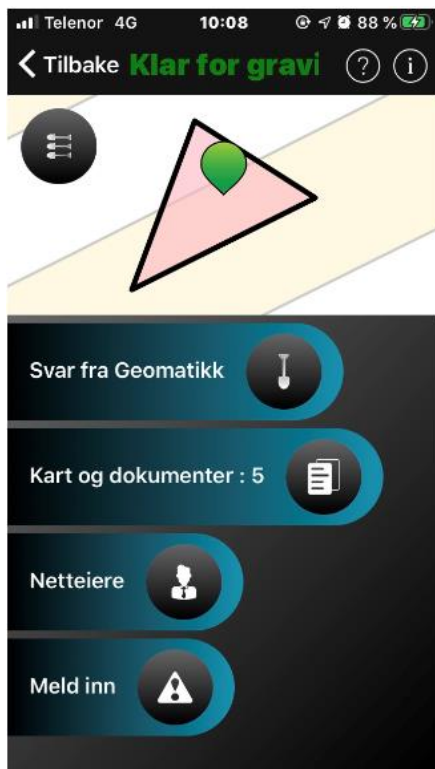 Telenor 4G 10:08 88 %
Tilbake Klar for gravi ? i
Svar fra Geomatikk
Kart og dokumenter : 5
Netteiere
Meld inn